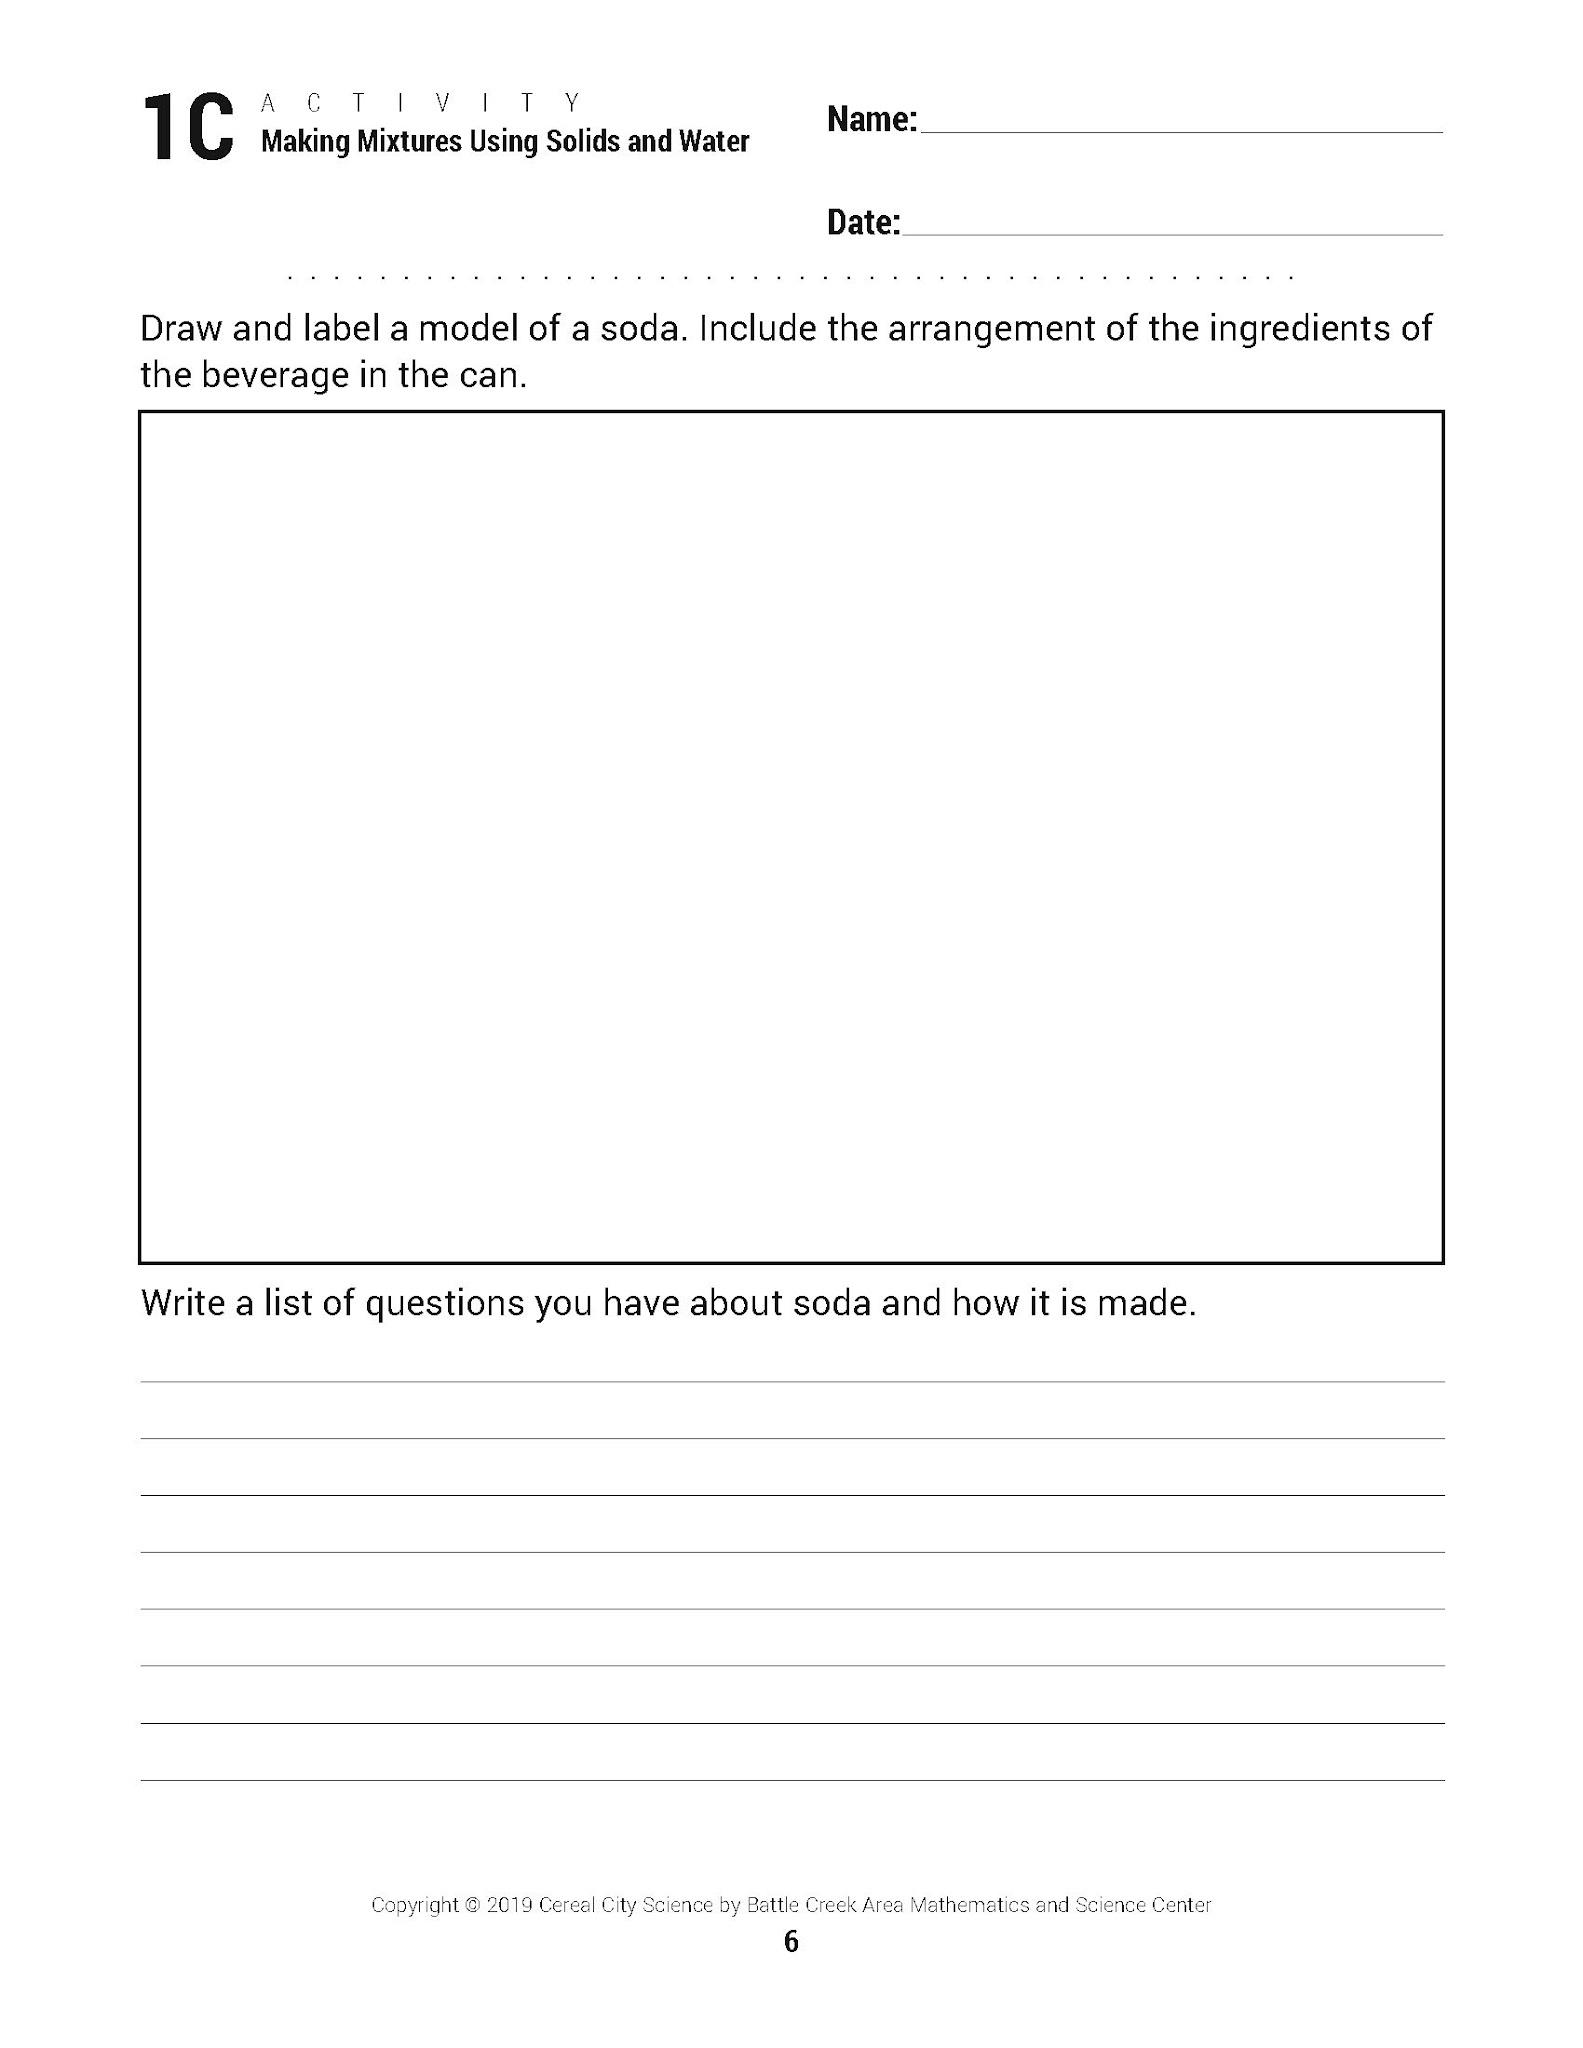 1C
A C T I V I T Y
Making Mixtures Using Solids and Water
Name:
Date:
Draw and label a model of a soda. Include the arrangement of the ingredients of
the beverage in the can.
Write a list of questions you have about soda and how it is made.
Copyright © 2019 Cereal City Science by Battle Creek Area Mathematics and Science Center
6